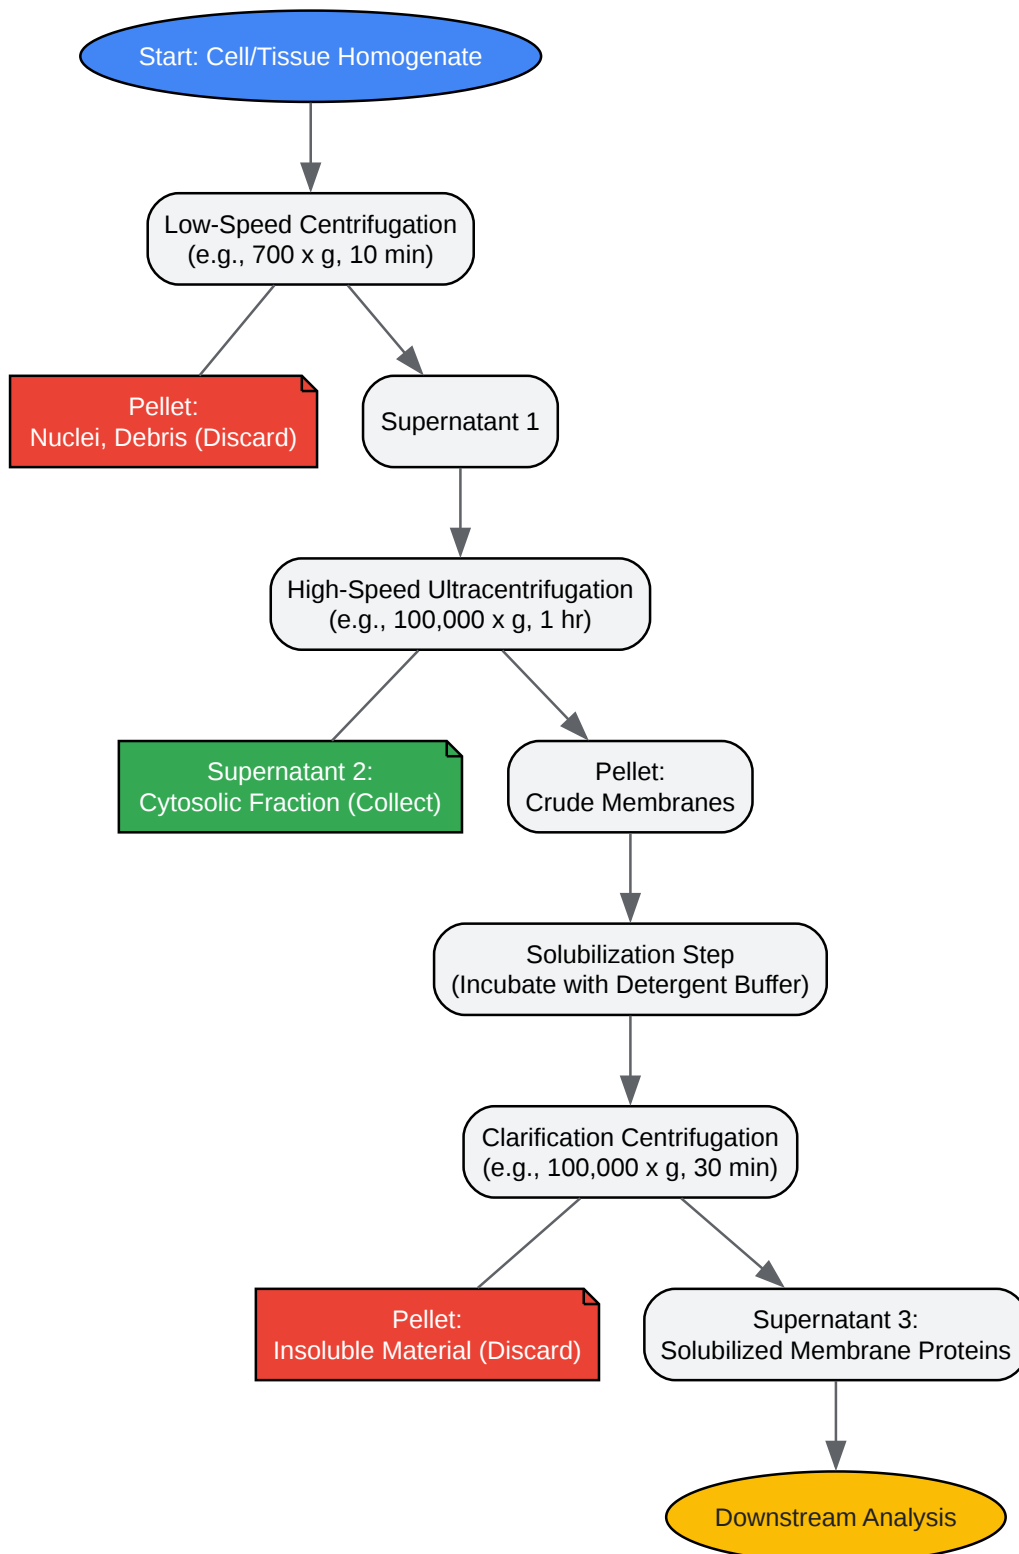 Start: Cell/Tissue Homogenate
Low-Speed Centrifugation
(e.g., 700 x g, 10 min)
Pellet:
Nuclei, Debris (Discard)
Supernatant 1
High-Speed Ultracentrifugation
(e.g., 100,000 x g, 1 hr)
Supernatant 2:
Cytosolic Fraction (Collect)
Pellet:
Crude Membranes
Solubilization Step
(Incubate with Detergent Buffer)
Clarification Centrifugation
(e.g., 100,000 x g, 30 min)
Pellet:
Insoluble Material (Discard)
Supernatant 3:
Solubilized Membrane Proteins
Downstream Analysis